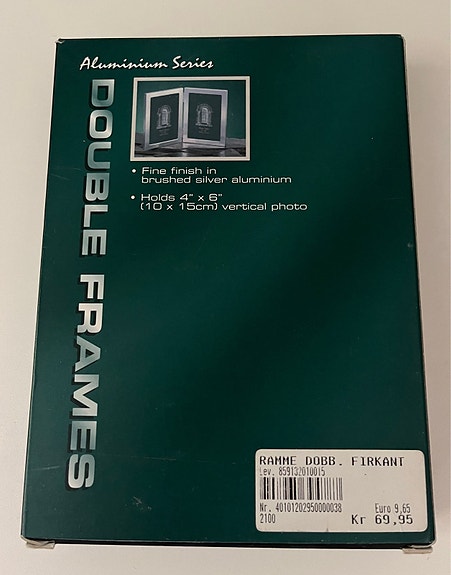 Aluminium Series
DOUBLE FRAMES
• Fine finish in
brushed silver aluminium
• Holds 4" x 6"
(10 x 15cm) vertical photo
RAMME DOBB. FIRKANT
Lev. 859132010015
Nr. 40101202950000038
Euro 9,65
2100
Kr 69,95